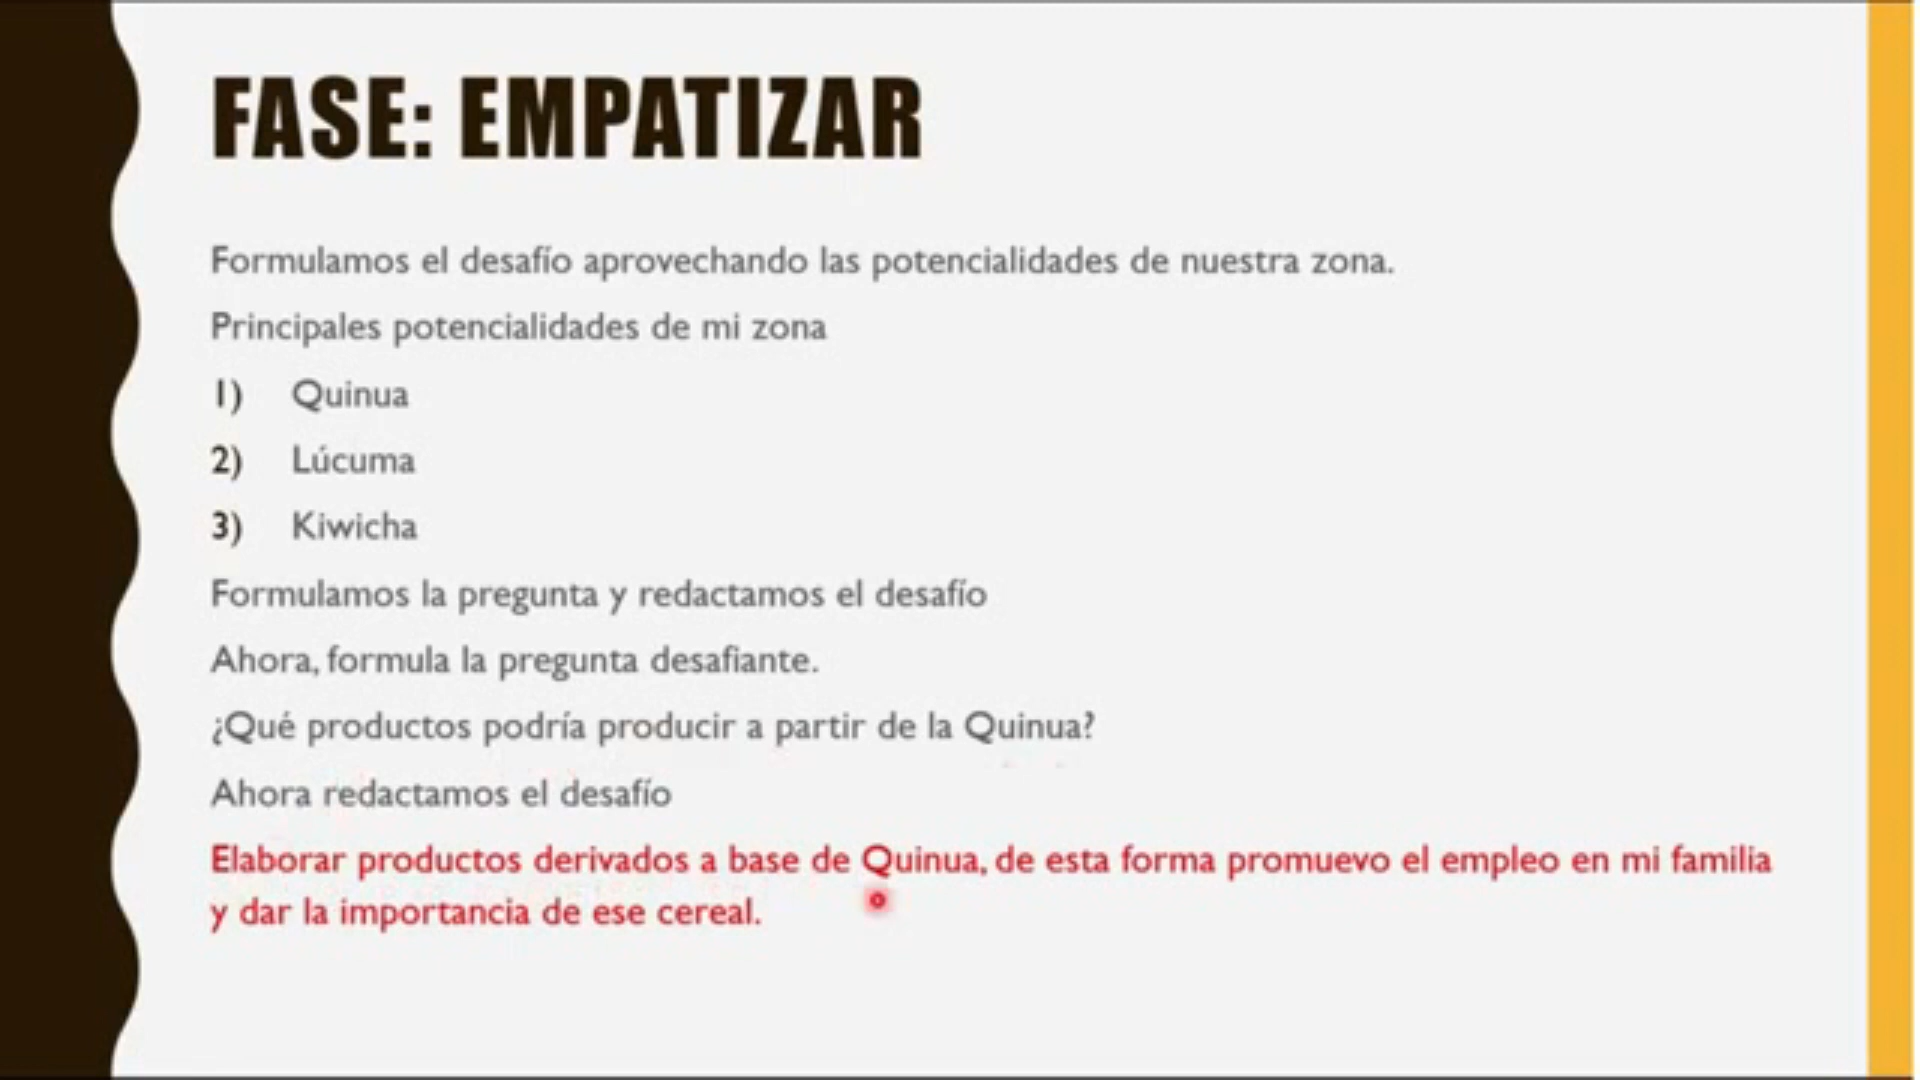 FASE: EMPATIZAR
Formulamos el desafío aprovechando las potencialidades de nuestra zona.
Principales potencialidades de mi zona
1) Quinua
2) Lúcuma
3) Kiwicha
Formulamos la pregunta y redactamos el desafío
Ahora, formula la pregunta desafiante.
¿Qué productos podría producir a partir de la Quinua?
Ahora redactamos el desafío
Elaborar productos derivados a base de Quinua, de esta forma promuevo el empleo en mi familia
y dar la importancia de ese cereal.